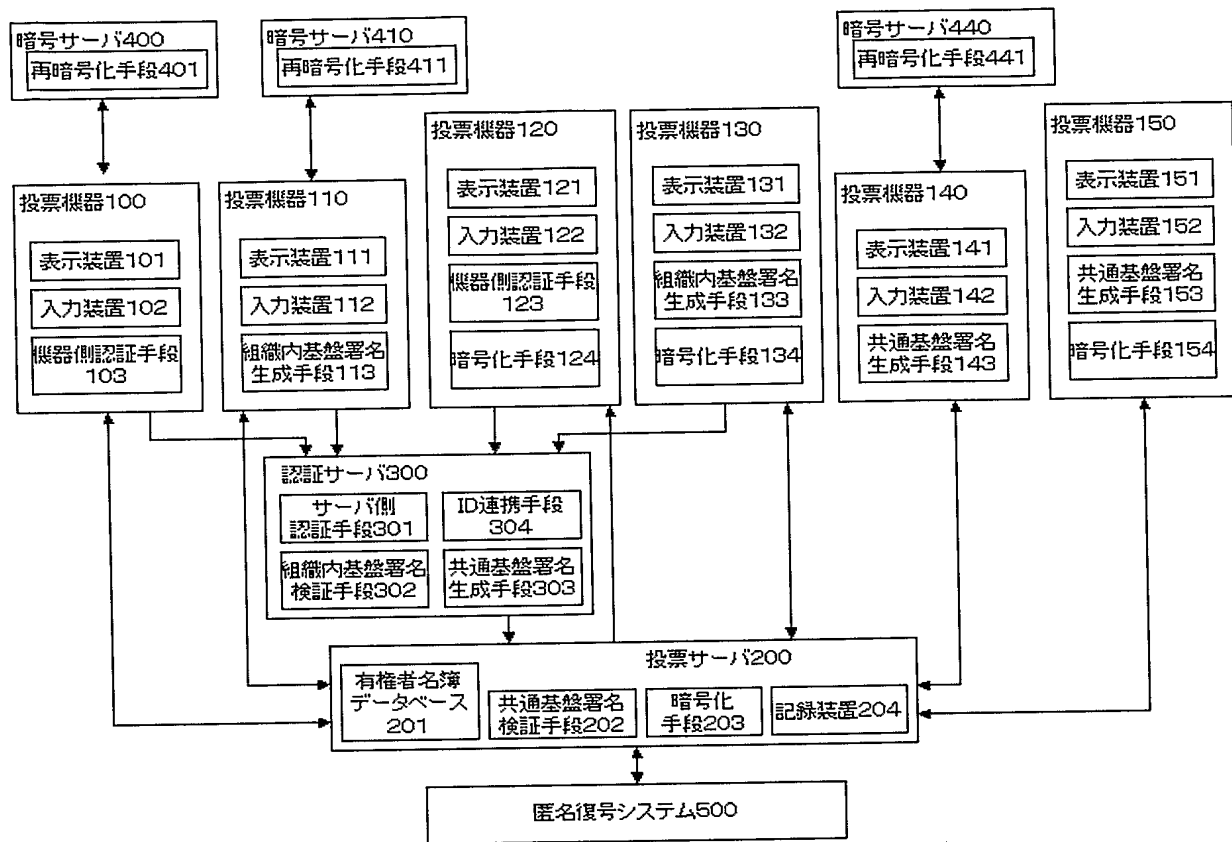 暗号サーバ400
再暗号化手段401
暗号サーバ410
再暗号化手段411
暗号サーバ440
再暗号化手段441
投票機器100
表示装置101
入力装置102
機器側認証手段
103
投票機器110
表示装置111
入力装置112
組織内基盤署名
生成手段113
投票機器120
表示装置121
入力装置122
機器側認証手段
123
暗号化手段124
投票機器130
表示装置131
入力装置132
組織内基盤署名
生成手段133
暗号化手段134
投票機器140
表示装置141
入力装置142
共通基盤署名
生成手段143
投票機器150
表示装置151
入力装置152
共通基盤署名
生成手段153
暗号化手段154
認証サーバ300
サーバ側
認証手段301
ID連携手段
304
組織内基盤署名
検証手段302
共通基盤署名
生成手段303
投票サーバ200
有権者名簿
データベース
201
共通基盤署名
検証手段202
暗号化
手段203
記録装置204
匿名復号システム500